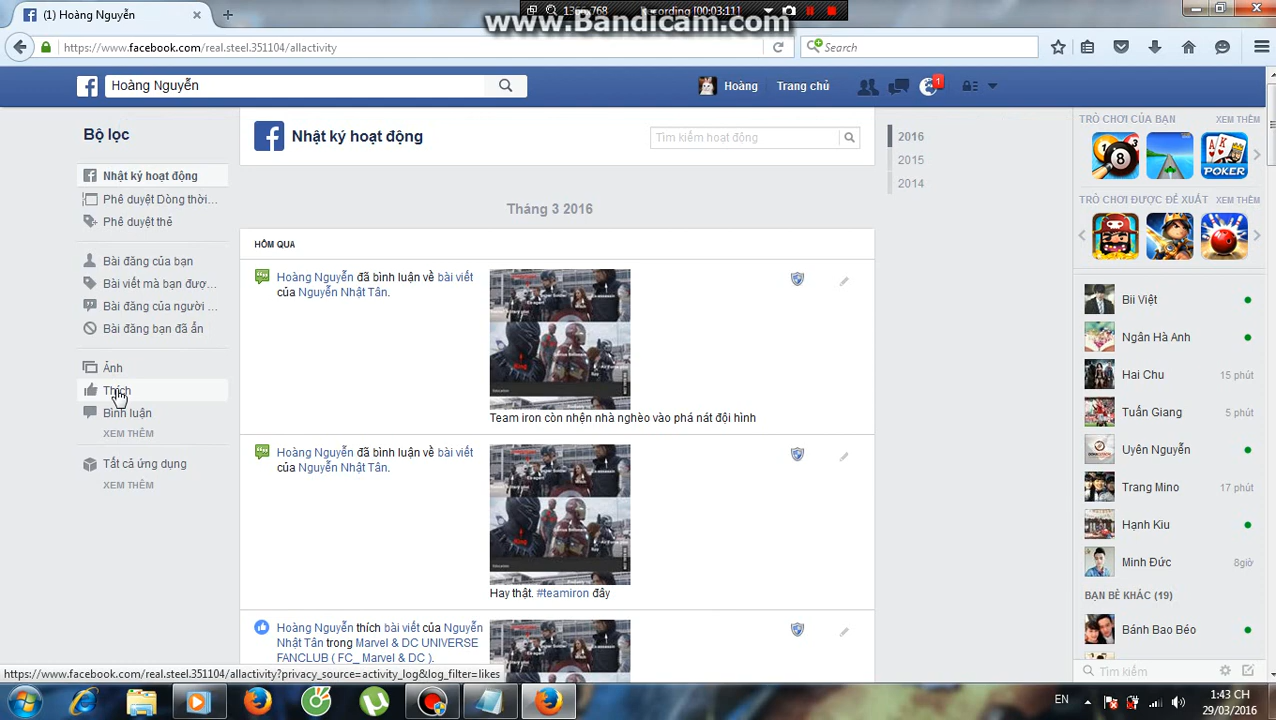 (1) Hoàng Nguyễn
Recording [00:03:11]
www.Bandicam.com
https://www.facebook.com/real.steel.351104/allactivity
Search
Hoàng Nguyễn
Hoàng
Trang chủ
1
Bộ lọc
Nhật ký hoạt động
Phê duyệt Dòng thời...
Phê duyệt thẻ
Bài đăng của bạn
Bài viết mà bạn đượ...
Bài đăng của người ...
Bài đăng bạn đã ẩn
Ảnh
Thích
Bình luận
XEM THÊM
Tất cả ứng dụng
XEM THÊM
Nhật ký hoạt động
Tìm kiếm hoạt động
2016
2015
2014
Tháng 3 2016
HÔM QUA
Hoàng Nguyễn đã bình luận về bài viết
của Nguyễn Nhật Tân.
Team iron còn nhện nhà nghèo vào phá nát đội hình
Hoàng Nguyễn đã bình luận về bài viết
của Nguyễn Nhật Tân.
Hay thật. #teamiron đây
Hoàng Nguyễn thích bài viết của Nguyễn
Nhật Tân trong Marvel & DC UNIVERSE
FANCLUB ( FC_ Marvel & DC ).
TRÒ CHƠI CỦA BẠN
XEM THÊM
8
POKER
TRÒ CHƠI ĐƯỢC ĐỀ XUẤT
XEM THÊM
Bii Việt
Ngân Hà Anh
Hai Chu
15 phút
Tuấn Giang
5 phút
Uyên Nguyễn
Trang Mino
17 phút
Hạnh Kiu
Minh Đức
8giờ
BẠN BÈ KHÁC (19)
Bánh Bao Béo
Tìm kiếm
https://www.facebook.com/real.steel.351104/allactivity?privacy_source=activity_log&log_filter=likes
EN
1:43 CH
29/03/2016